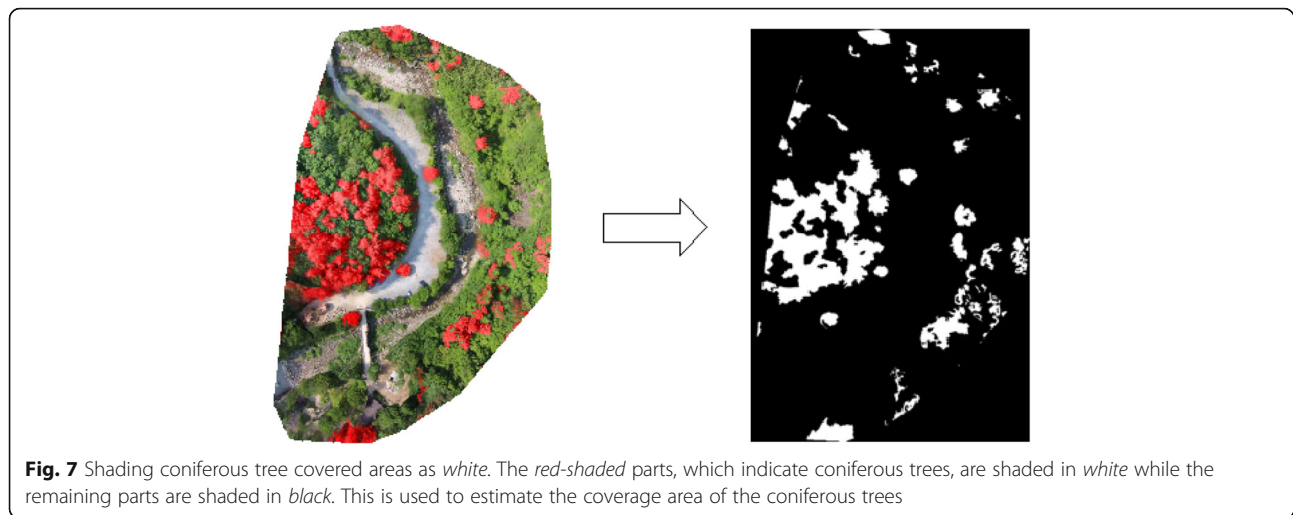 Fig. 7 Shading coniferous tree covered areas as white. The red-shaded parts, which indicate coniferous trees, are shaded in white while the
remaining parts are shaded in black. This is used to estimate the coverage area of the coniferous trees